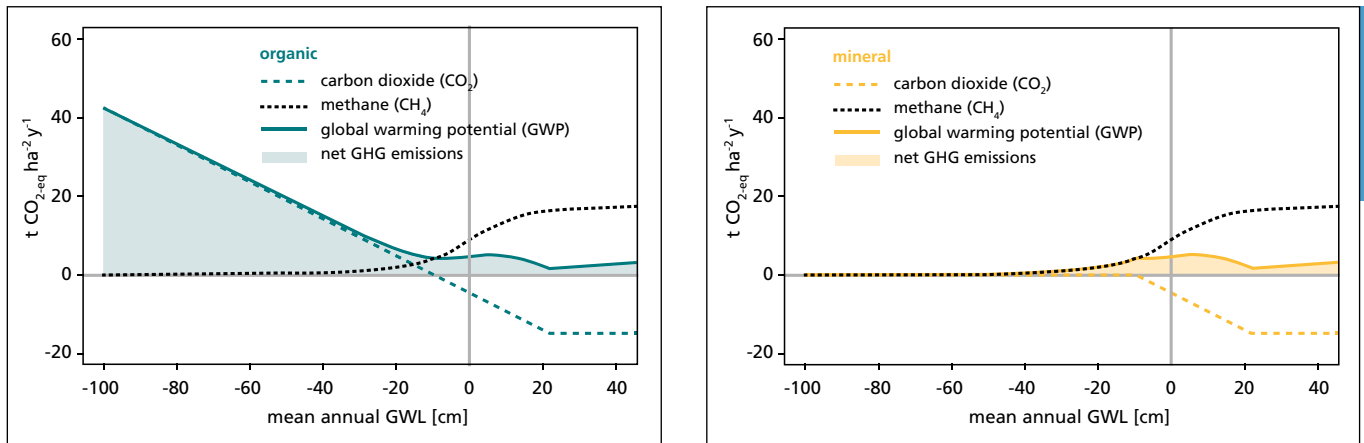 60
40
20
0
-20
t CO2-eq ha-2 y-1
organic
carbon dioxide (CO2)
methane (CH4)
global warming potential (GWP)
net GHG emissions
-100 -80 -60 -40 -20 0 20 40
mean annual GWL [cm]
60
40
20
0
-20
t CO2-eq ha-2 y-1
mineral
carbon dioxide (CO2)
methane (CH4)
global warming potential (GWP)
net GHG emissions
-100 -80 -60 -40 -20 0 20 40
mean annual GWL [cm]